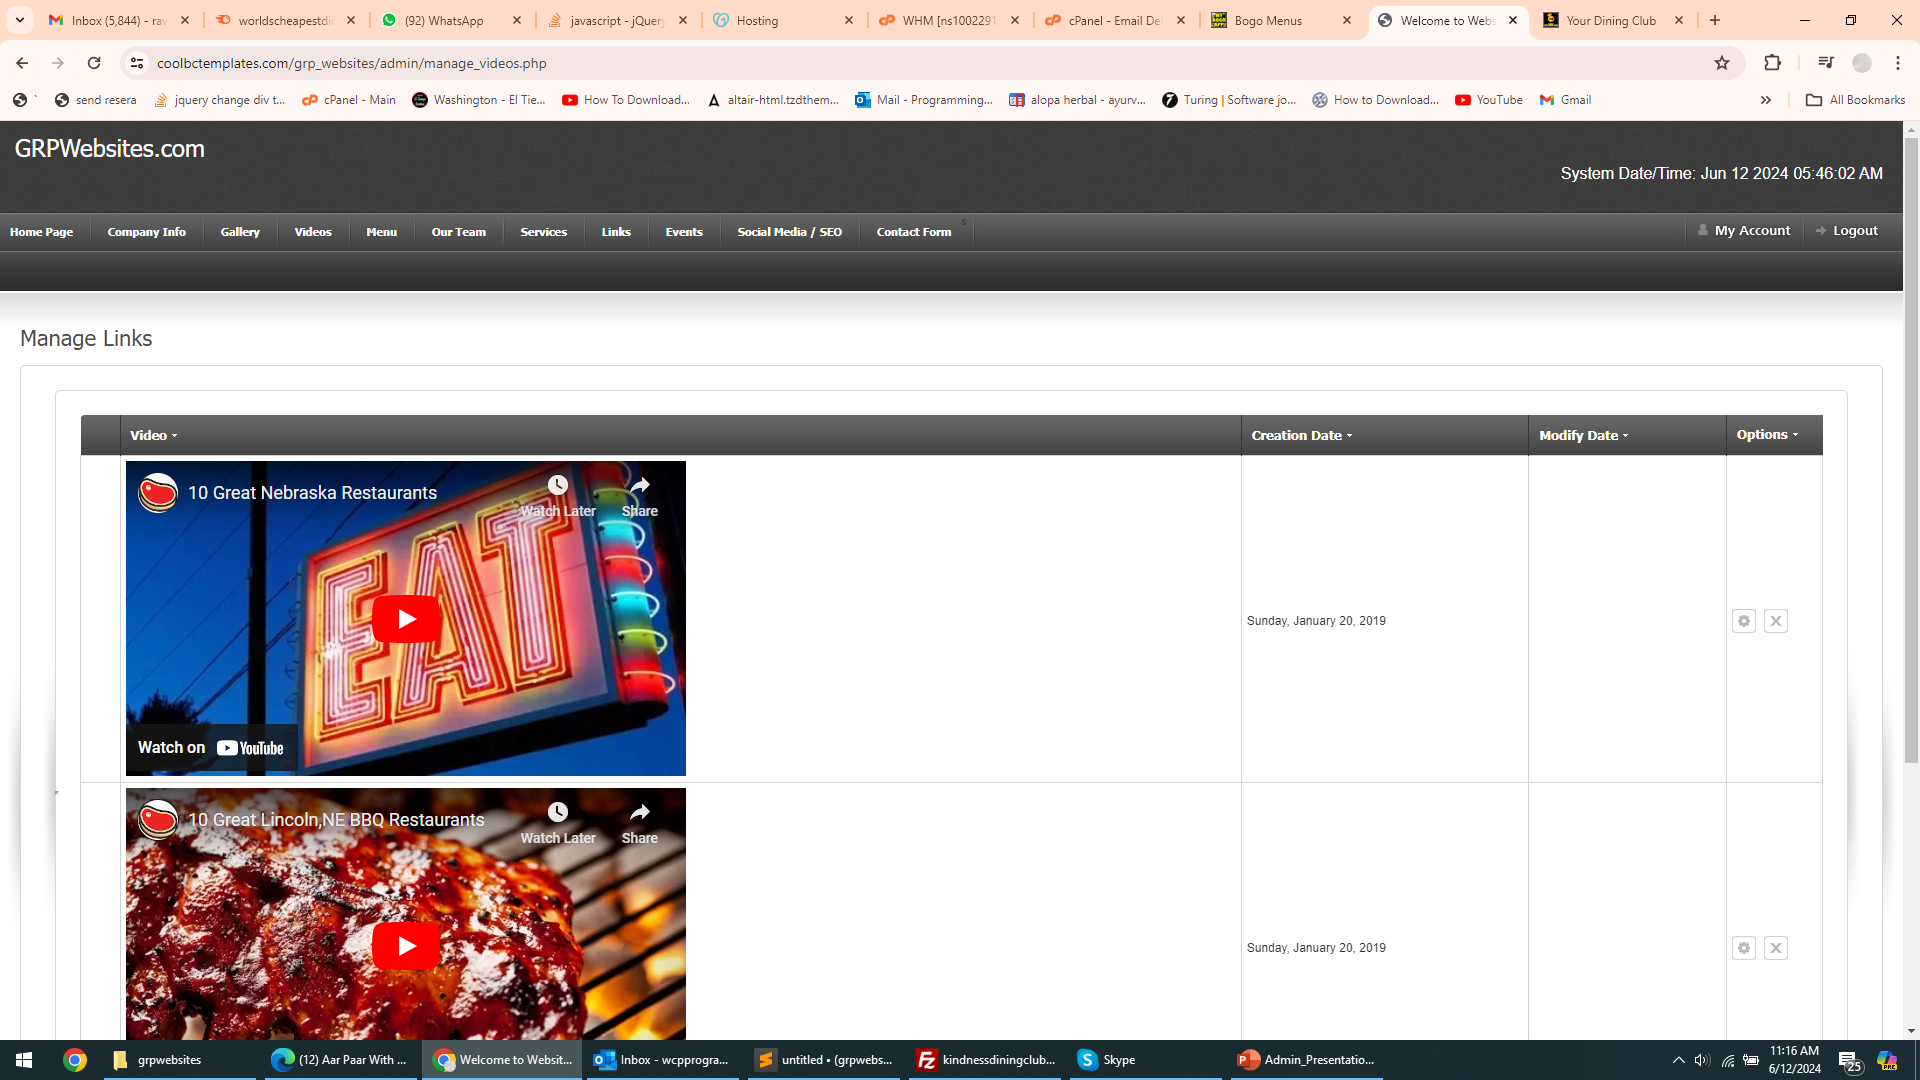 Inbox (5,844) - rav
worldscheapestdi
(92) WhatsApp
javascript - jQuery
Hosting
WHM [ns1002291
cPanel - Email Del
Bogo Menus
Welcome to Webs
Your Dining Club
coolbctemplates.com/grp_websites/admin/manage_videos.php
send resera
jquery change div t...
cPanel - Main
Washington - El Tie...
How To Download...
altair-html.tzdthem...
Mail - Programming...
alopa herbal - ayurv...
Turing | Software jo...
How to Download...
YouTube
Gmail
All Bookmarks
GRPWebsites.com
System Date/Time: Jun 12 2024 05:46:02 AM
Home Page
Company Info
Gallery
Videos
Menu
Our Team
Services
Links
Events
Social Media / SEO
Contact Form
s
My Account
Logout
Manage Links
Video
Creation Date
Modify Date
Options
10 Great Nebraska Restaurants
Watch Later
Share
EAT
Watch on YouTube
Sunday, January 20, 2019
10 Great Lincoln,NE BBQ Restaurants
Watch Later
Share
Sunday, January 20, 2019
grpwebsites
(12) Aar Paar With ...
Welcome to Websit...
Inbox - wcpprogra...
untitled • (grpwebs...
kindnessdiningclub...
Skype
Admin_Presentatio...
11:16 AM
6/12/2024
25